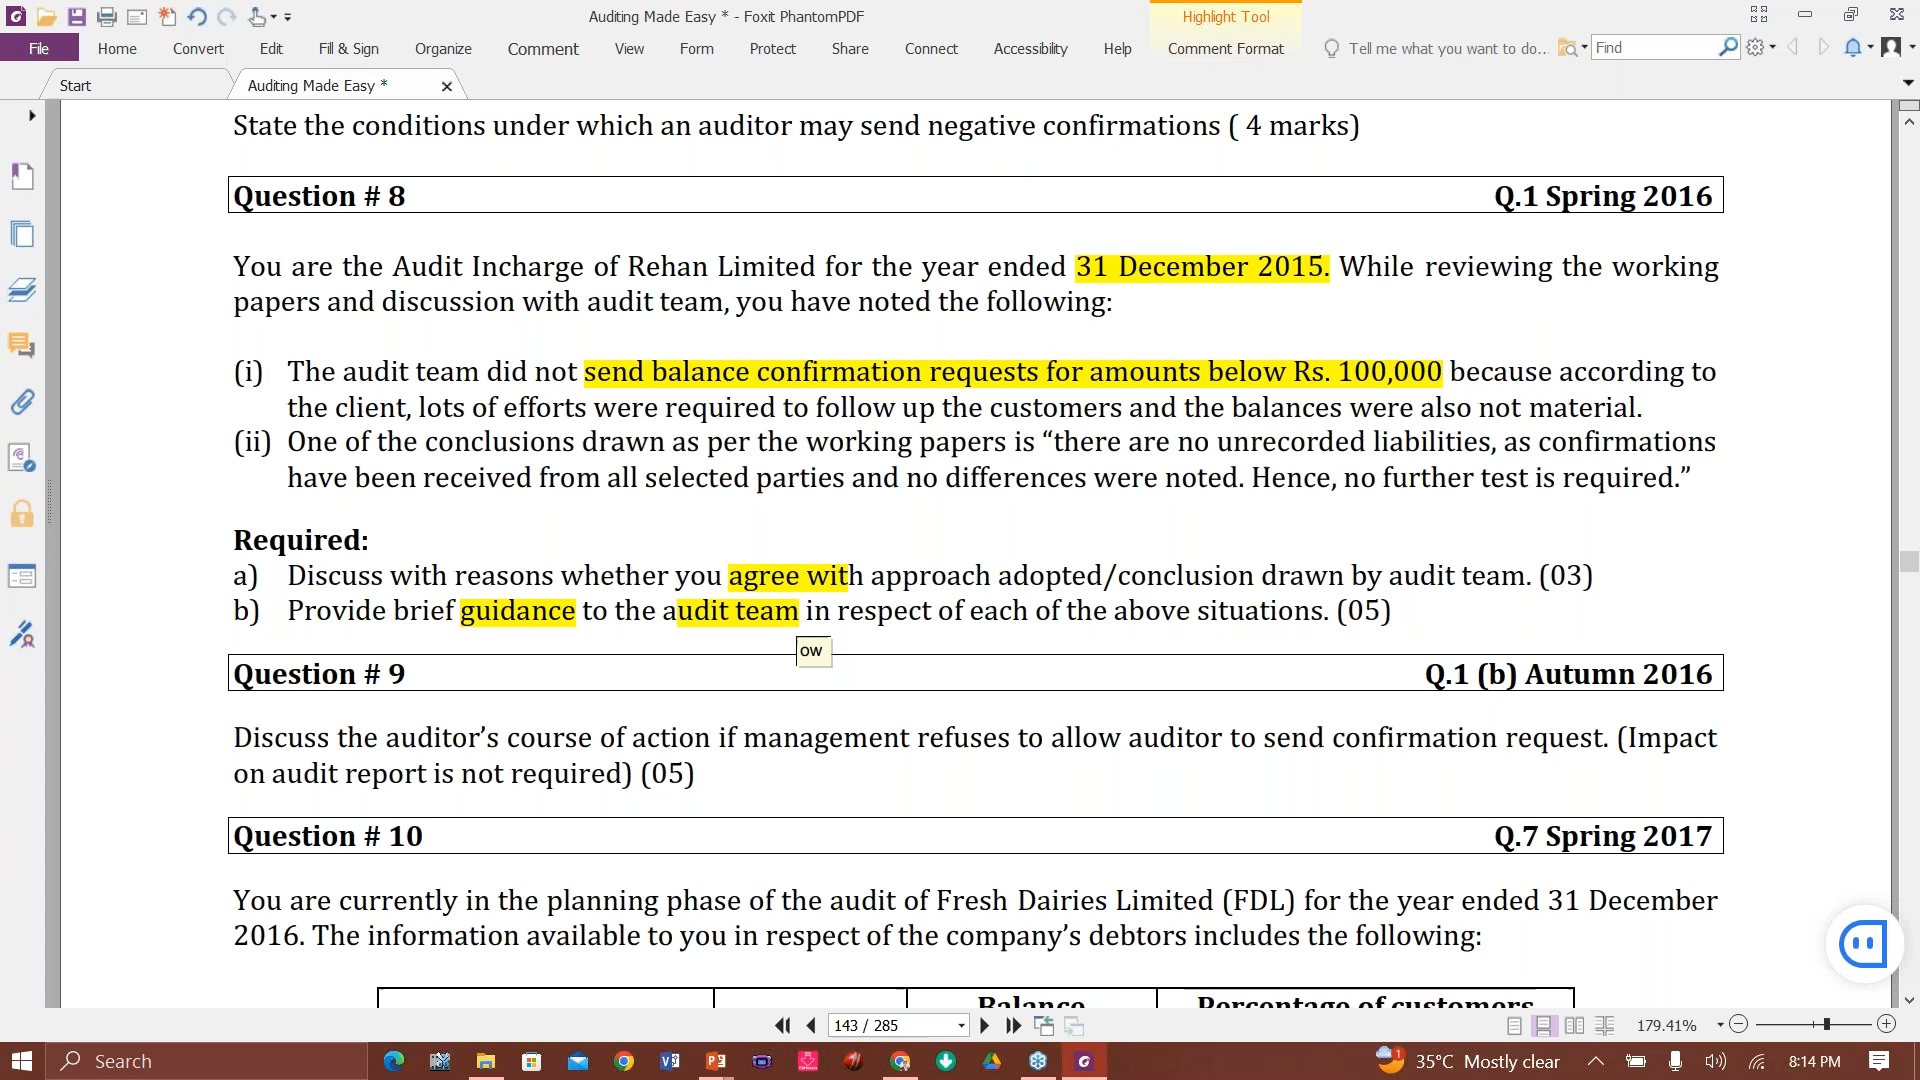 Auditing Made Easy * - Foxit PhantomPDF
Highlight Tool
File Home Convert Edit Fill & Sign Organize Comment View Form Protect Share Connect Accessibility Help Comment Format Tell me what you want to do... Find
Start Auditing Made Easy *
State the conditions under which an auditor may send negative confirmations ( 4 marks)
Question # 8 Q.1 Spring 2016
You are the Audit Incharge of Rehan Limited for the year ended 31 December 2015. While reviewing the working
papers and discussion with audit team, you have noted the following:
(i) The audit team did not send balance confirmation requests for amounts below Rs. 100,000 because according to
the client, lots of efforts were required to follow up the customers and the balances were also not material.
(ii) One of the conclusions drawn as per the working papers is “there are no unrecorded liabilities, as confirmations
have been received from all selected parties and no differences were noted. Hence, no further test is required.”
Required:
a) Discuss with reasons whether you agree with approach adopted/conclusion drawn by audit team. (03)
b) Provide brief guidance to the audit team in respect of each of the above situations. (05)
ow
Question # 9 Q.1 (b) Autumn 2016
Discuss the auditor’s course of action if management refuses to allow auditor to send confirmation request. (Impact
on audit report is not required) (05)
Question # 10 Q.7 Spring 2017
You are currently in the planning phase of the audit of Fresh Dairies Limited (FDL) for the year ended 31 December
2016. The information available to you in respect of the company’s debtors includes the following:
Balance Percentage of customers
143 / 285 179.41%
Search 35°C Mostly clear 8:14 PM